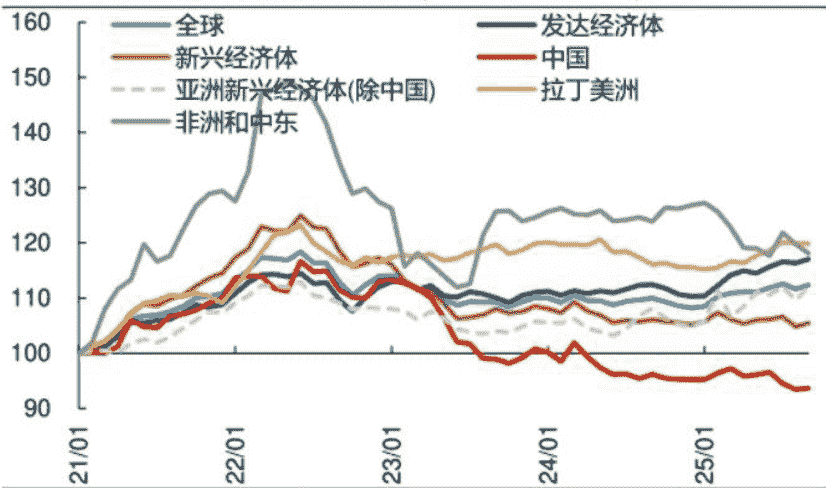 160
150
140
130
120
110
100
90
全球
发达经济体
新兴经济体
中国
亚洲新兴经济体(除中国)
拉丁美洲
非洲和中东
21/01
22/01
23/01
24/01
25/01